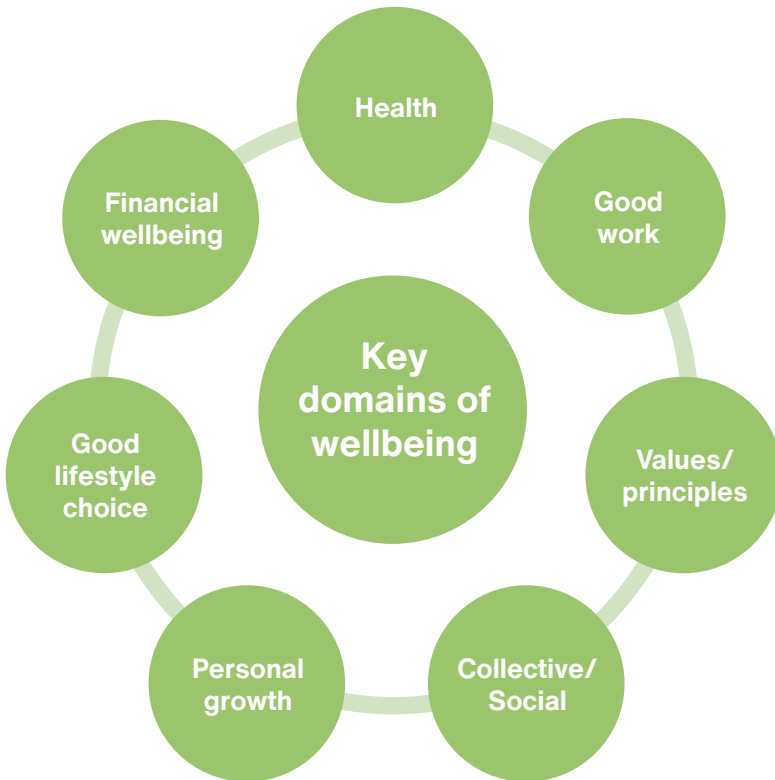 Key
domains of
wellbeing
Health
Good
work
Values/
principles
Collective/
Social
Personal
growth
Good
lifestyle
choice
Financial
wellbeing